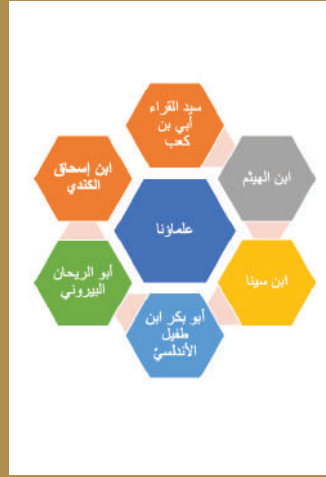 سيد القراء
أبي بن
كعب
ابن الهيثم
ابن سينا
أبو بكر ابن
طفيل
الأندلسيّ
أبو الريحان
البيروني
ابن إسحاق
الكندي
علماؤنا